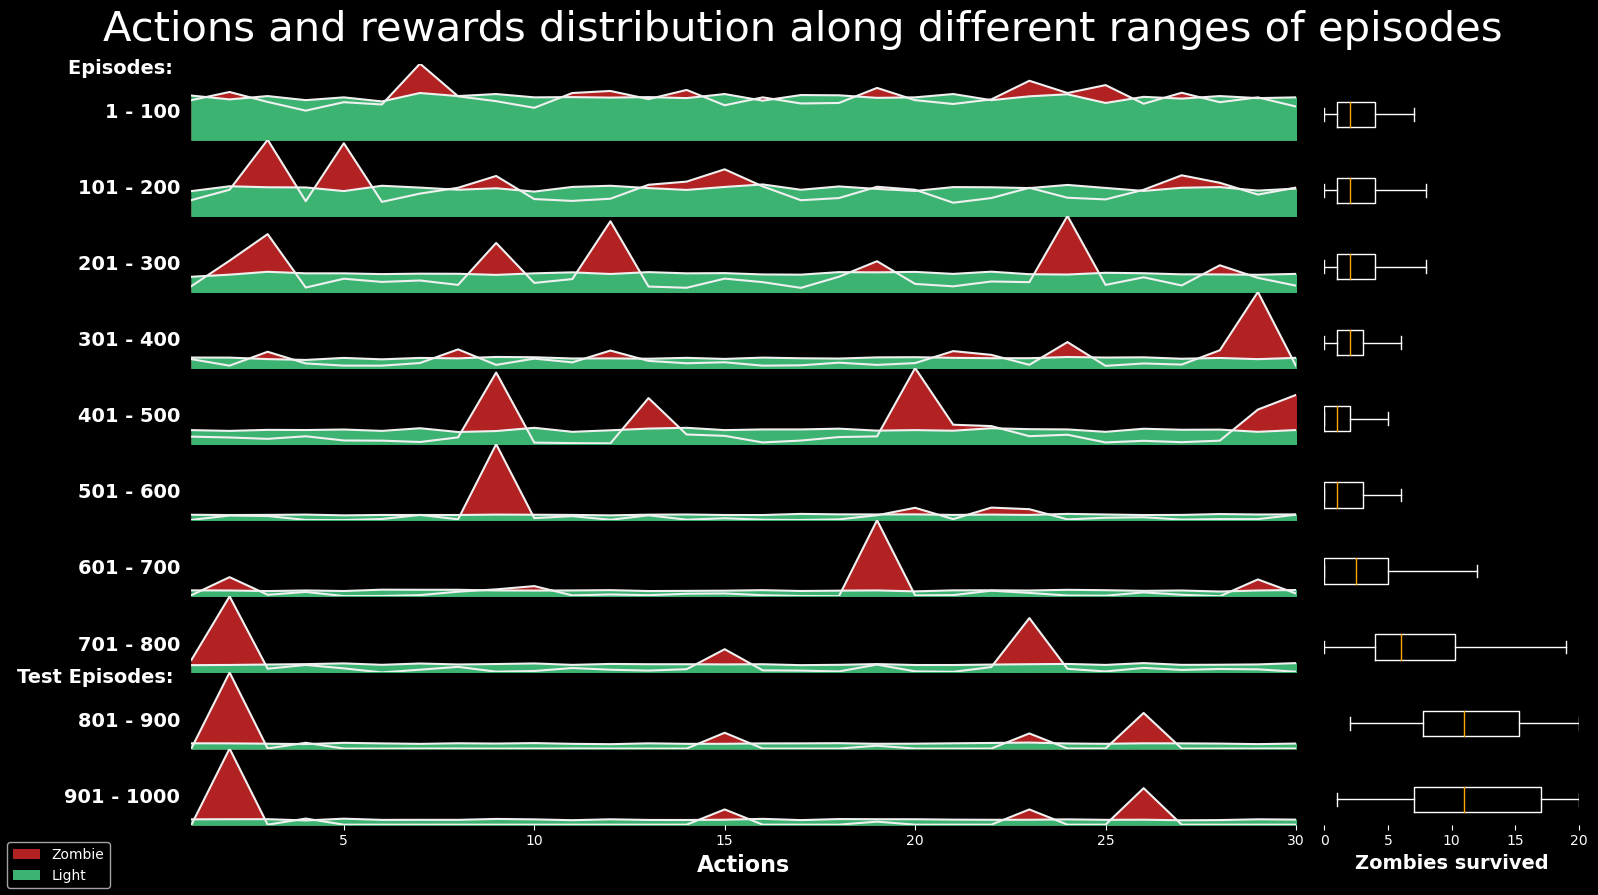 Actions and rewards distribution along different ranges of episodes
Episodes:
1 - 100
101 - 200
201 - 300
301 - 400
401 - 500
501 - 600
601 - 700
701 - 800
Test Episodes:
801 - 900
901 - 1000
5 10 15 20 25 30
0 5 10 15 20
Actions
Zombies survived
Zombie
Light